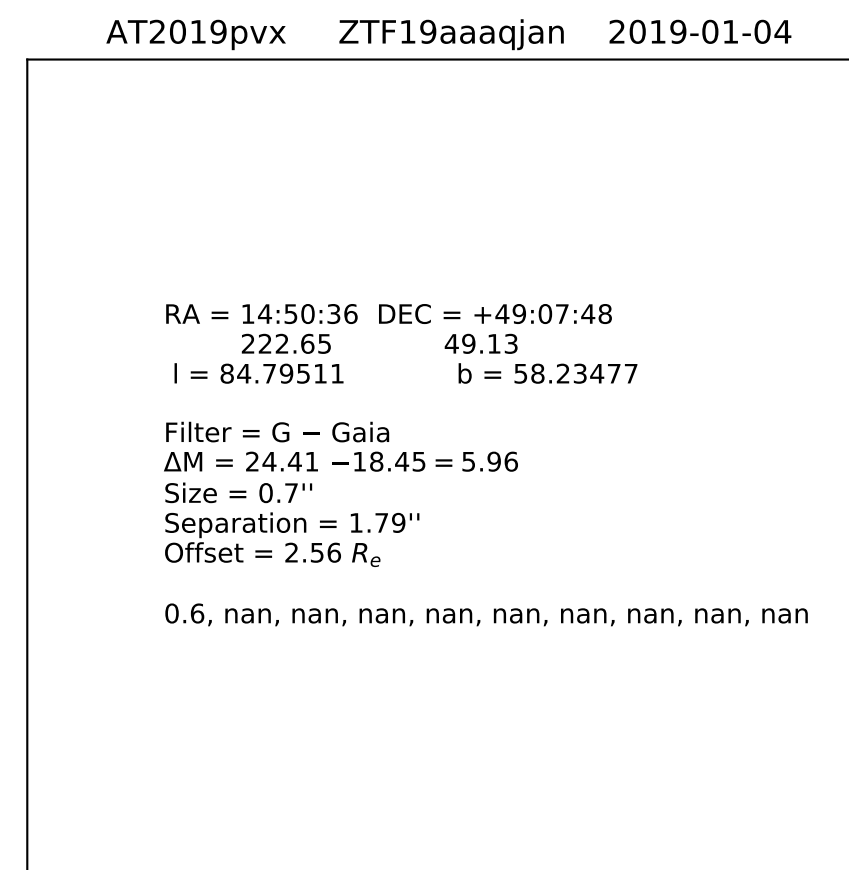 AT2019pvx ZTF19aaaqjan 2019-01-04
RA = 14:50:36 DEC = +49:07:48
222.65 49.13
l = 84.79511 b = 58.23477
Filter = G − Gaia
ΔM = 24.41 −18.45 = 5.96
Size = 0.7''
Separation = 1.79''
Offset = 2.56 Re
0.6, nan, nan, nan, nan, nan, nan, nan, nan, nan